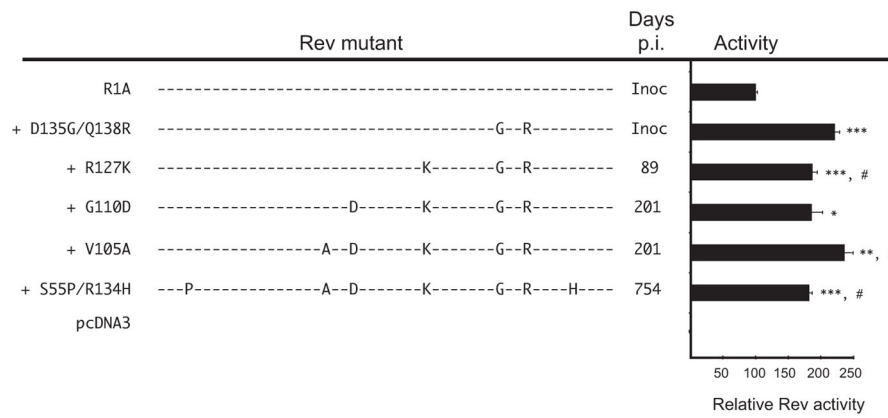 Days
Rev mutant p.i. Activity
R1A -------------------------------------------------- Inoc
+ D135G/Q138R -------------------------------------G--R--------- Inoc ***
+ R127K -----------------------------K-------G--R--------- 89 ***, #
+ G110D ---------------------D-------K-------G--R--------- 201 *
+ V105A ------------------A--D-------K-------G--R--------- 201 **,
+ S55P/R134H ---P--------------A--D-------K-------G--R----H---- 754 ***, #
pcDNA3
50 100 150 200 250
Relative Rev activity